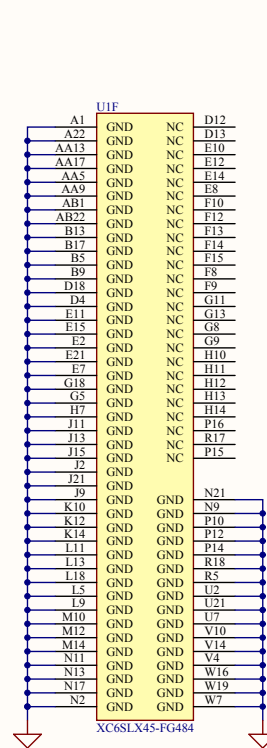 U1F
A1 GND NC D12
A22 GND NC D13
AA13 GND NC E10
AA17 GND NC E12
AA5 GND NC E14
AA9 GND NC E8
AB1 GND NC F10
AB22 GND NC F12
B13 GND NC F13
B17 GND NC F14
B5 GND NC F15
B9 GND NC F8
D18 GND NC F9
D4 GND NC G11
E11 GND NC G13
E15 GND NC G8
E2 GND NC G9
E21 GND NC H10
E7 GND NC H11
G18 GND NC H12
G5 GND NC H13
H7 GND NC H14
J11 GND NC P16
J13 GND NC R17
J15 GND NC P15
J2 GND
J21 GND
J9 GND GND N21
K10 GND GND N9
K12 GND GND P10
K14 GND GND P12
L11 GND GND P14
L13 GND GND R18
L18 GND GND R5
L5 GND GND U2
L9 GND GND U21
M10 GND GND U7
M12 GND GND V10
M14 GND GND V14
N11 GND GND V4
N13 GND GND W16
N17 GND GND W19
N2 GND GND W7
XC6SLX45-FG484